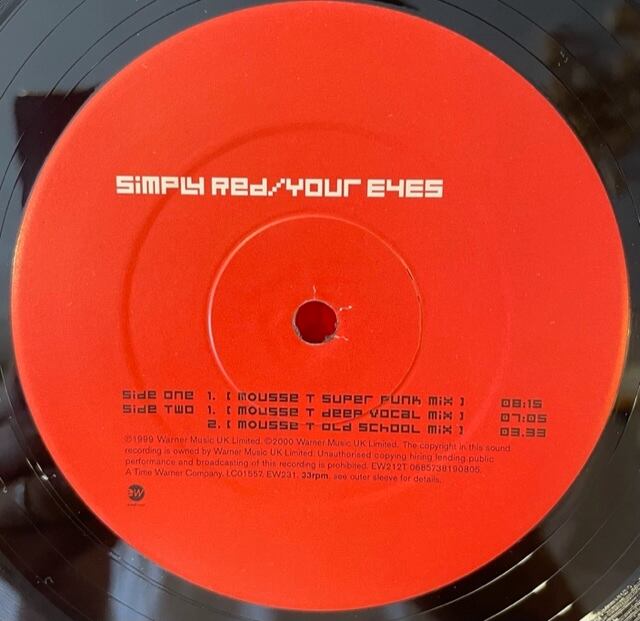 Simply Red/Your Eyes
Side One 1. [ Mousse T Super Funk Mix ] 08:15
Side Two 1. [ Mousse T Deep Vocal Mix ] 07:05
2. [ Mousse T Old School Mix ] 03.33
℗1999 Warner Music UK Limited. ©2000 Warner Music UK Limited. The copyright in this sound
recording is owned by Warner Music UK Limited. Unauthorised copying hiring lending public
performance and broadcasting of this recording is prohibited. EW212T 0685738190805.
A Time Warner Company. LC01557. EW231. 33rpm. see outer sleeve for details.
ew